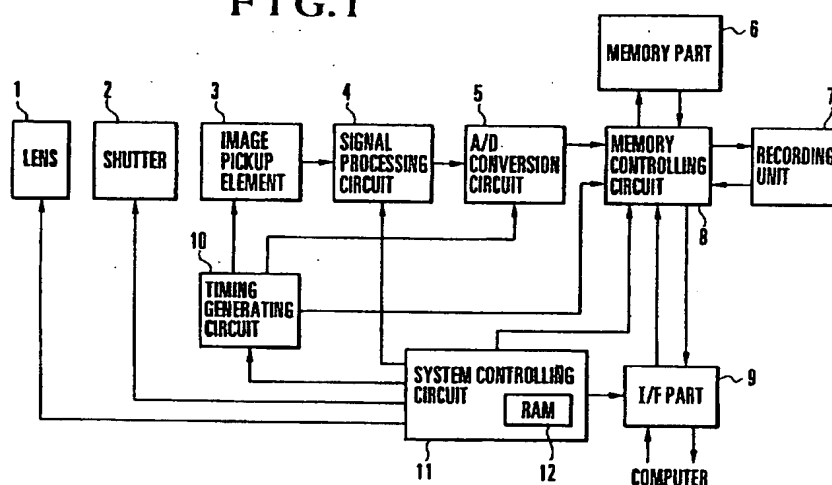 FIG.1
1
LENS
2
SHUTTER
3
IMAGE
PICKUP
ELEMENT
4
SIGNAL
PROCESSING
CIRCUIT
5
A/D
CONVERSION
CIRCUIT
6
MEMORY PART
MEMORY
CONTROLLING
CIRCUIT
8
7
RECORDING
UNIT
10
TIMING
GENERATING
CIRCUIT
SYSTEM CONTROLLING
CIRCUIT
RAM
11
12
I/F PART
9
COMPUTER